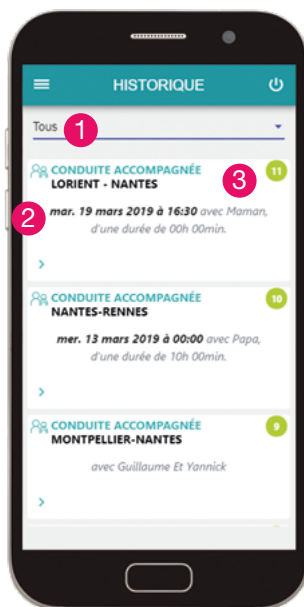 HISTORIQUE
Tous
1
CONDUITE ACCOMPAGNÉE
11
LORIENT - NANTES
3
2
mar. 19 mars 2019 à 16:30 avec Maman,
d'une durée de 00h 00min.
CONDUITE ACCOMPAGNÉE
10
NANTES-RENNES
mer. 13 mars 2019 à 00:00 avec Papa,
d'une durée de 10h 00min.
CONDUITE ACCOMPAGNÉE
9
MONTPELLIER-NANTES
avec Guillaume Et Yannick